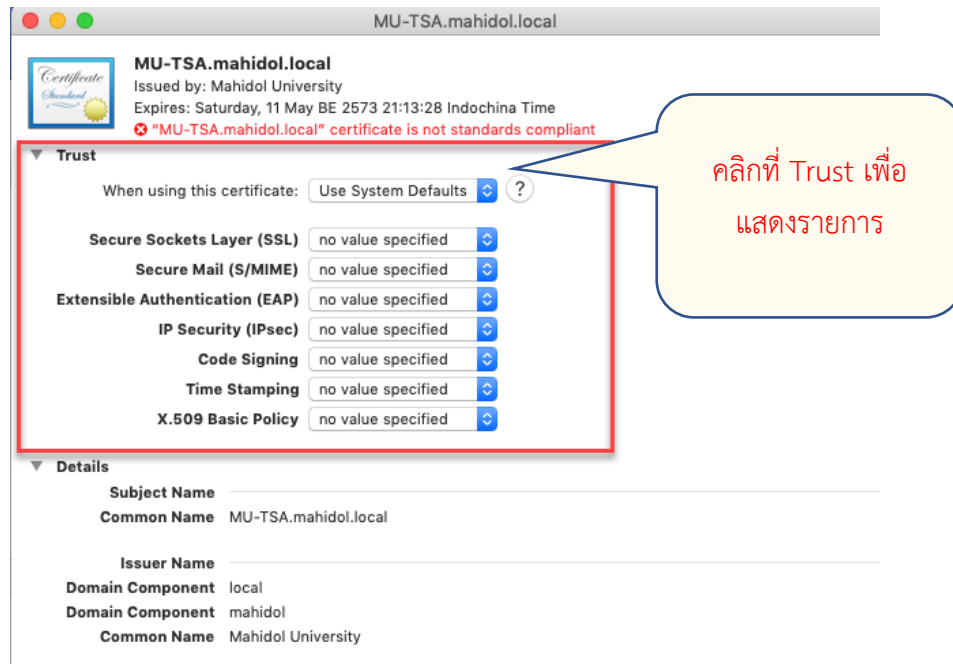 MU-TSA.mahidol.local
Certificate
Standard
MU-TSA.mahidol.local
Issued by: Mahidol University
Expires: Saturday, 11 May BE 2573 21:13:28 Indochina Time
"MU-TSA.mahidol.local" certificate is not standards compliant
Trust
When using this certificate: Use System Defaults ?
Secure Sockets Layer (SSL) no value specified
Secure Mail (S/MIME) no value specified
Extensible Authentication (EAP) no value specified
IP Security (IPsec) no value specified
Code Signing no value specified
Time Stamping no value specified
X.509 Basic Policy no value specified
คลิกที่ Trust เพื่อ
แสดงรายการ
Details
Subject Name
Common Name MU-TSA.mahidol.local
Issuer Name
Domain Component local
Domain Component mahidol
Common Name Mahidol University